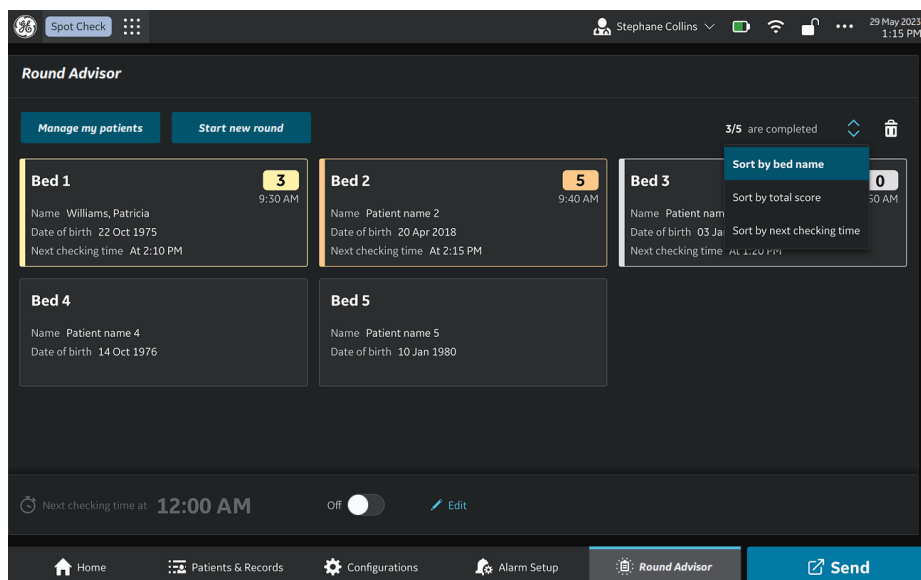 Spot Check
Stephane Collins
29 May 2023
1:15 PM
Round Advisor
Manage my patients
Start new round
3/5 are completed
Sort by bed name
Sort by total score
Sort by next checking time
Bed 1
3
9:30 AM
Name Williams, Patricia
Date of birth 22 Oct 1975
Next checking time At 2:10 PM
Bed 2
5
9:40 AM
Name Patient name 2
Date of birth 20 Apr 2018
Next checking time At 2:15 PM
Bed 3
0
50 AM
Name Patient nam
Date of birth 03 Ja
Next checking time At 1:20 PM
Bed 4
Name Patient name 4
Date of birth 14 Oct 1976
Bed 5
Name Patient name 5
Date of birth 10 Jan 1980
Next checking time at 12:00 AM
Off
Edit
Home
Patients & Records
Configurations
Alarm Setup
Round Advisor
Send